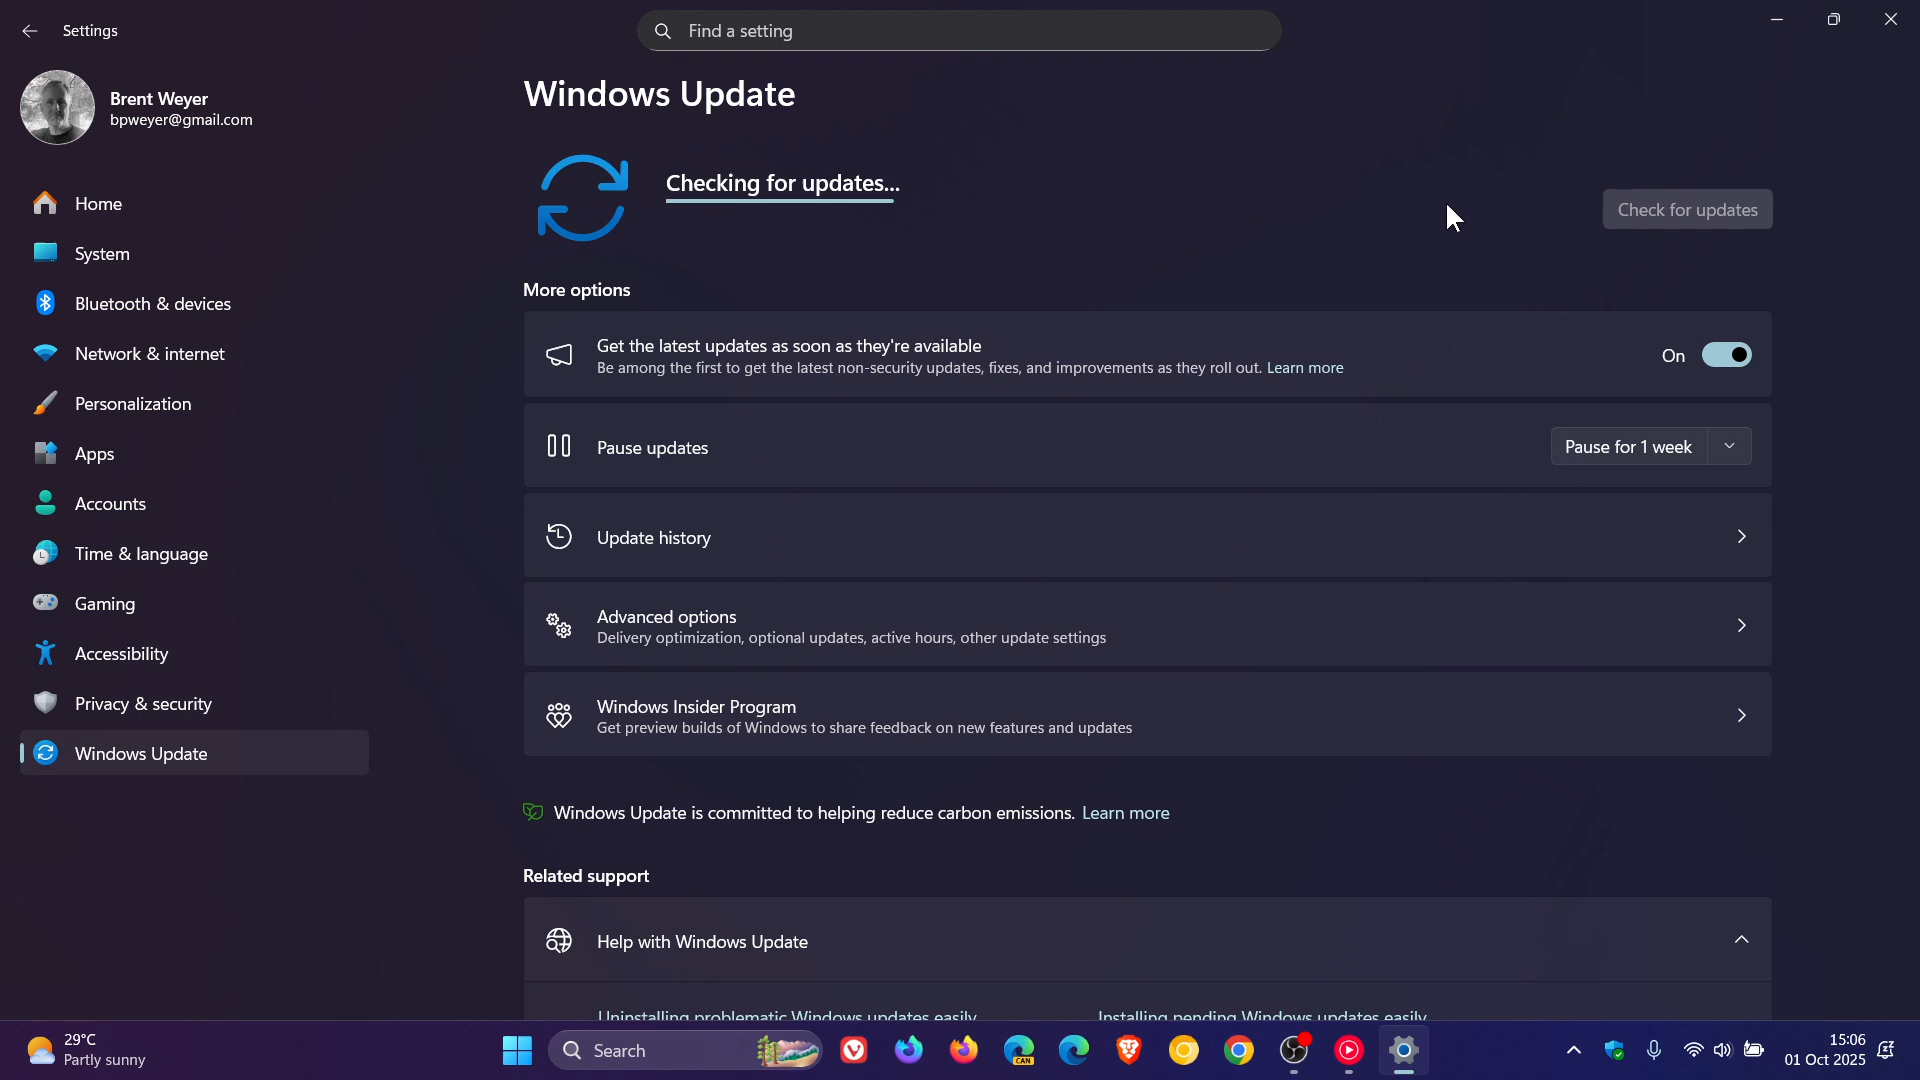 Settings
Find a setting
Brent Weyer
bpweyer@gmail.com
Home
System
Bluetooth & devices
Network & internet
Personalization
Apps
Accounts
Time & language
Gaming
Accessibility
Privacy & security
Windows Update
Windows Update
Checking for updates...
Check for updates
More options
Get the latest updates as soon as they're available
Be among the first to get the latest non-security updates, fixes, and improvements as they roll out. Learn more
On
Pause updates
Pause for 1 week
Update history
Advanced options
Delivery optimization, optional updates, active hours, other update settings
Windows Insider Program
Get preview builds of Windows to share feedback on new features and updates
Windows Update is committed to helping reduce carbon emissions. Learn more
Related support
Help with Windows Update
Uninstalling problematic Windows updates easily
Installing pending Windows updates easily
29°C
Partly sunny
Search
CAN
15:06
01 Oct 2025